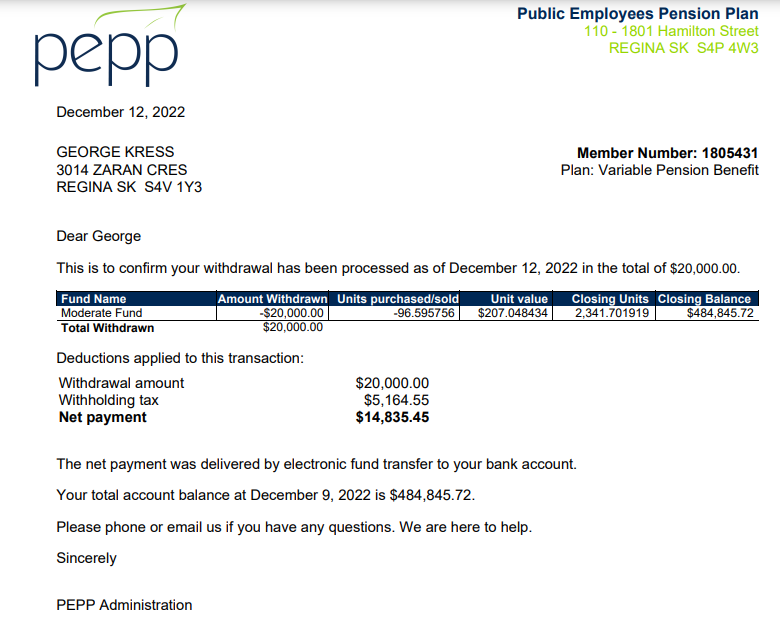 pepp
Public Employees Pension Plan
110 - 1801 Hamilton Street
REGINA SK  S4P 4W3
December 12, 2022
GEORGE KRESS
3014 ZARAN CRES
REGINA SK  S4V 1Y3
Member Number: 1805431
Plan: Variable Pension Benefit
Dear George
This is to confirm your withdrawal has been processed as of December 12, 2022 in the total of $20,000.00.
Fund Name Amount Withdrawn Units purchased/sold Unit value Closing Units Closing Balance
Moderate Fund -$20,000.00 -96.595756 $207.048434 2,341.701919 $484,845.72
Total Withdrawn $20,000.00
Deductions applied to this transaction:
Withdrawal amount $20,000.00
Withholding tax $5,164.55
Net payment $14,835.45
The net payment was delivered by electronic fund transfer to your bank account.
Your total account balance at December 9, 2022 is $484,845.72.
Please phone or email us if you have any questions. We are here to help.
Sincerely
PEPP Administration